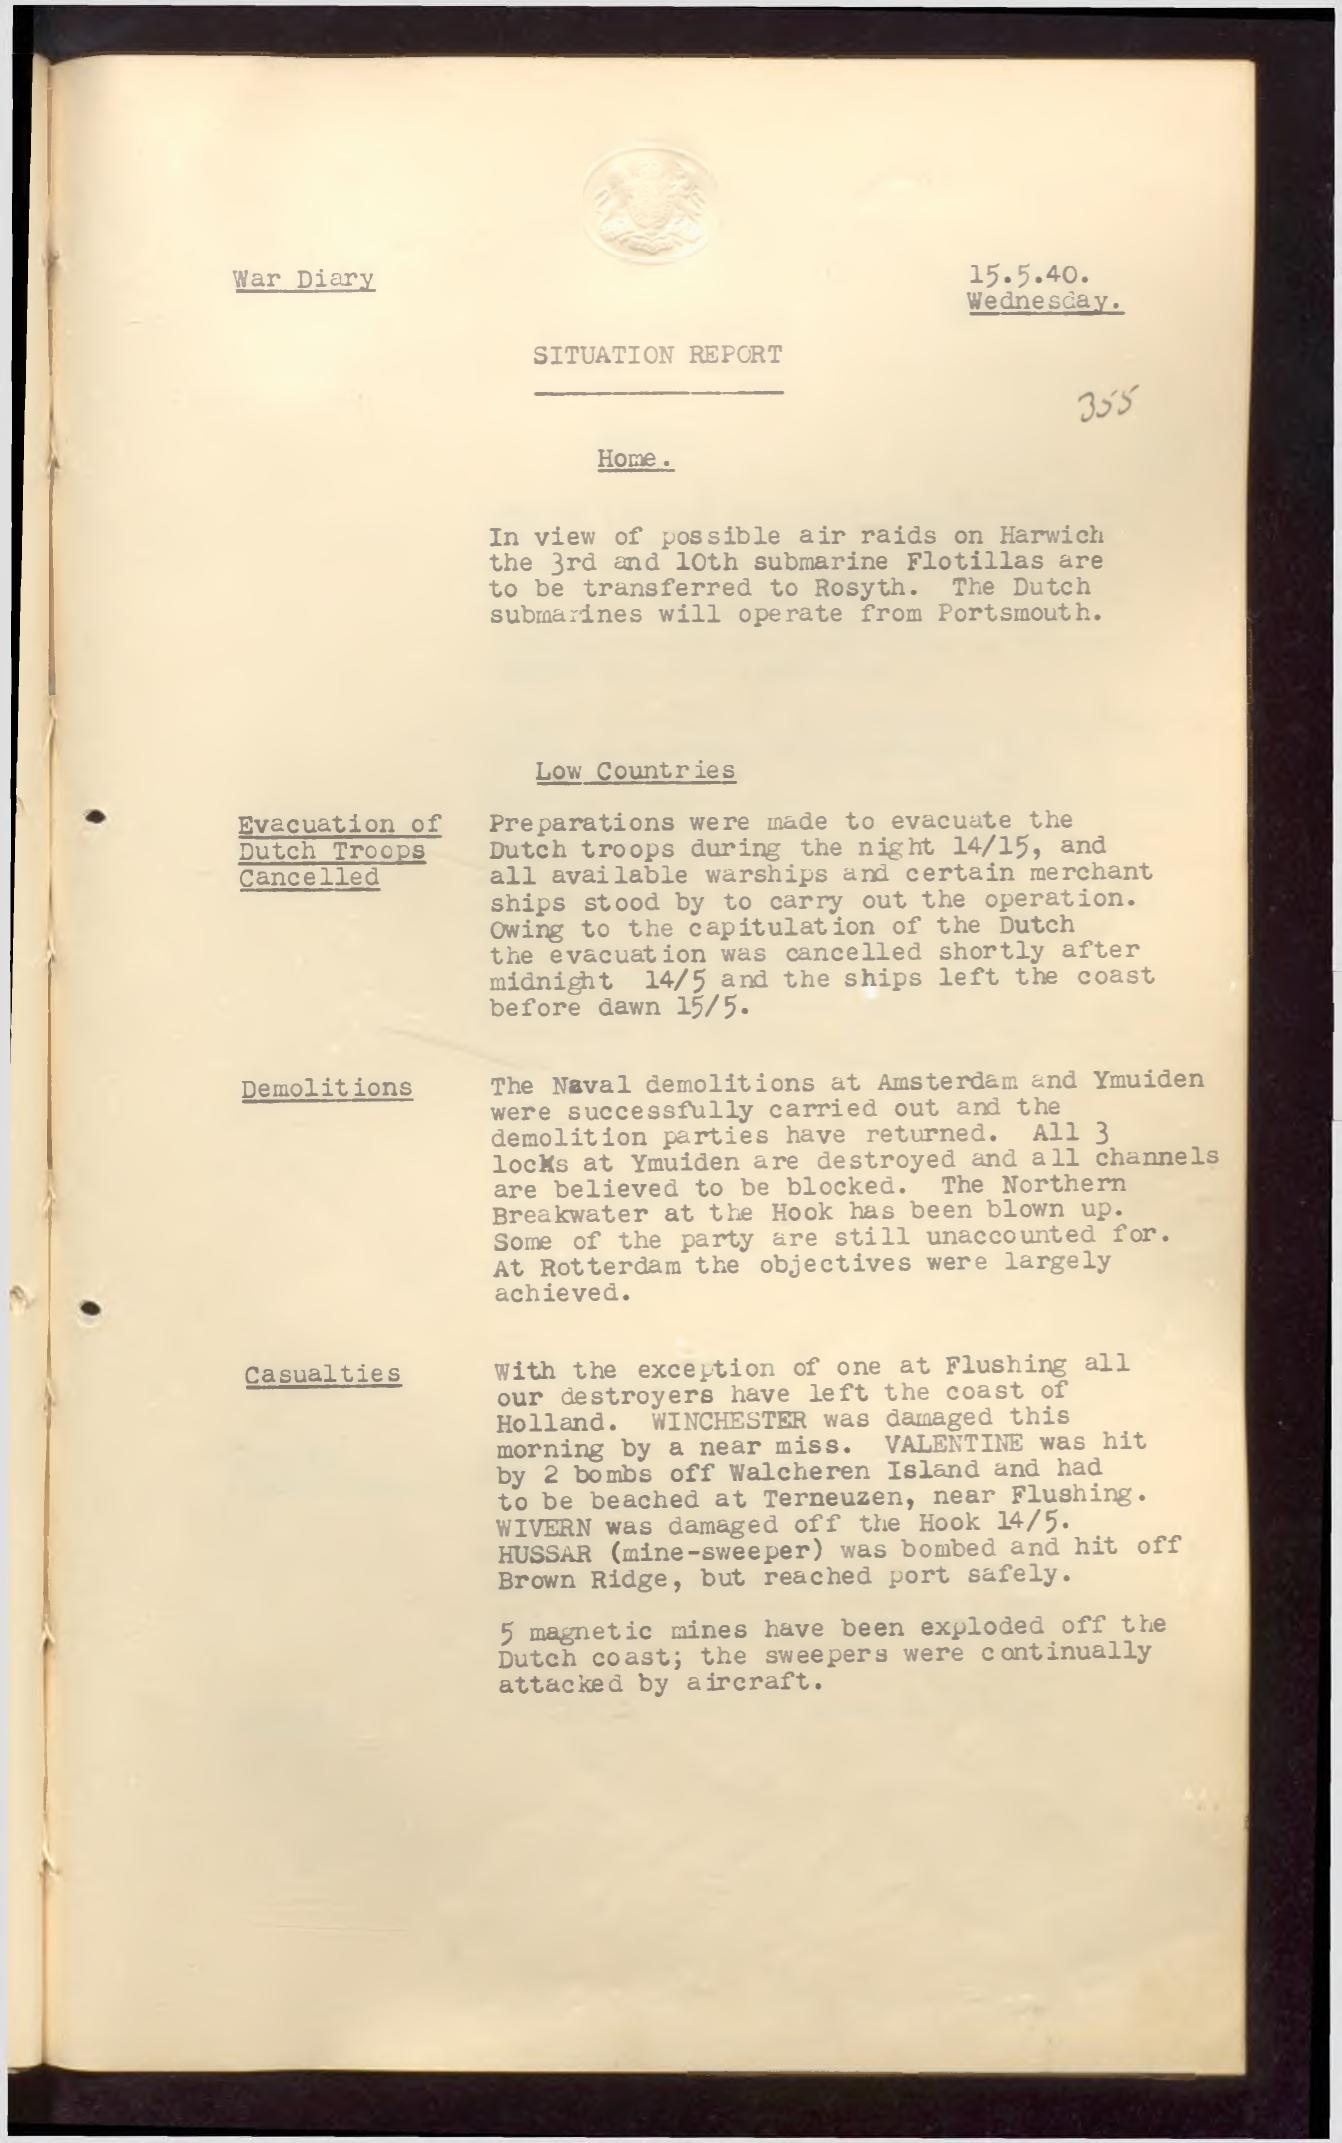 War Diary
15.5.40.
Wednesday.
SITUATION REPORT
355
Home.
In view of possible air raids on Harwich
the 3rd and 10th submarine Flotillas are
to be transferred to Rosyth. The Dutch
submarines will operate from Portsmouth.
Low Countries
Evacuation of
Dutch Troops
Cancelled
Preparations were made to evacuate the
Dutch troops during the night 14/15, and
all available warships and certain merchant
ships stood by to carry out the operation.
Owing to the capitulation of the Dutch
the evacuation was cancelled shortly after
midnight 14/5 and the ships left the coast
before dawn 15/5.
Demolitions
The Naval demolitions at Amsterdam and Ymuiden
were successfully carried out and the
demolition parties have returned. All 3
locks at Ymuiden are destroyed and all channels
are believed to be blocked. The Northern
Breakwater at the Hook has been blown up.
Some of the party are still unaccounted for.
At Rotterdam the objectives were largely
achieved.
Casualties
With the exception of one at Flushing all
our destroyers have left the coast of
Holland. WINCHESTER was damaged this
morning by a near miss. VALENTINE was hit
by 2 bombs off Walcheren Island and had
to be beached at Terneuzen, near Flushing.
WIVERN was damaged off the Hook 14/5.
HUSSAR (mine-sweeper) was bombed and hit off
Brown Ridge, but reached port safely.
5 magnetic mines have been exploded off the
Dutch coast; the sweepers were continually
attacked by aircraft.